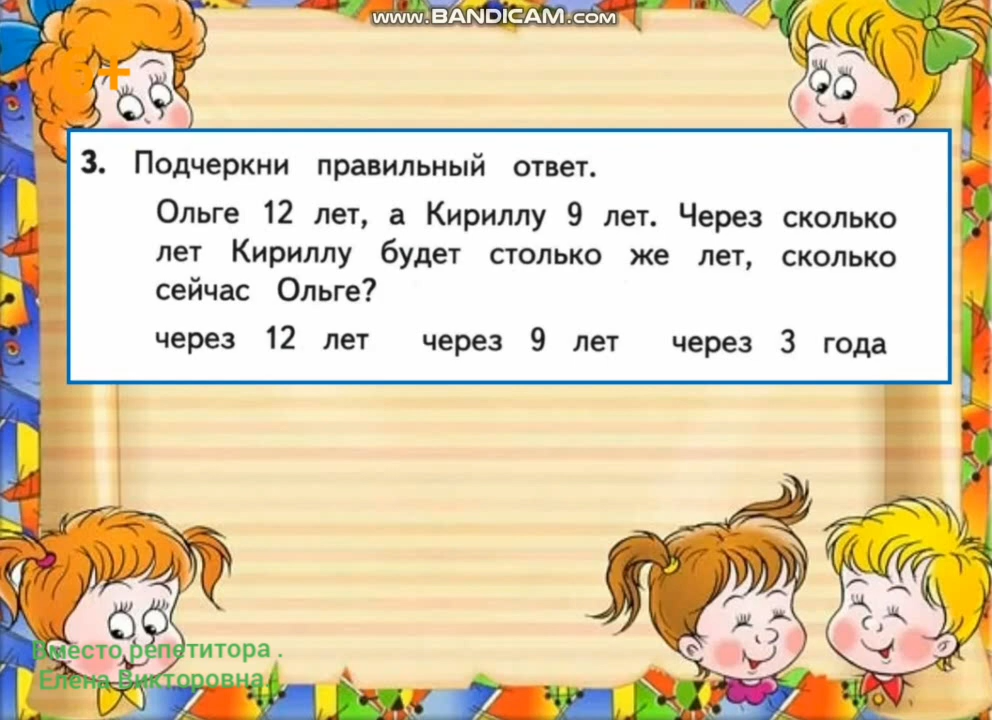 www.BANDICAM.com
3. Подчеркни правильный ответ.
Ольге 12 лет, а Кириллу 9 лет. Через сколько
лет Кириллу будет столько же лет, сколько
сейчас Ольге?
через 12 лет через 9 лет через 3 года
Вместо репетитора .
Елена Викторовна.